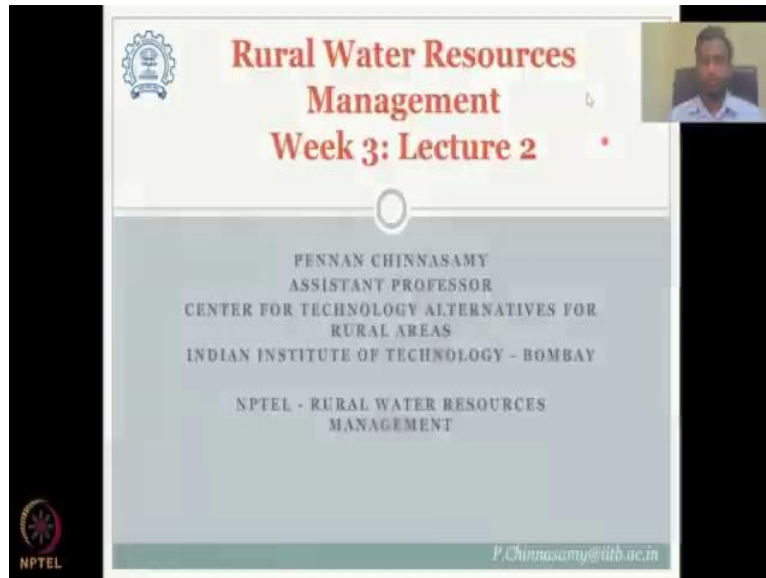 Rural Water Resources
Management
Week 3: Lecture 2
PENNAN CHINNASAMY
ASSISTANT PROFESSOR
CENTER FOR TECHNOLOGY ALTERNATIVES FOR
RURAL AREAS
INDIAN INSTITUTE OF TECHNOLOGY - BOMBAY
NPTEL - RURAL WATER RESOURCES
MANAGEMENT
P.Chinnasamy@iitb.ac.in
NPTEL